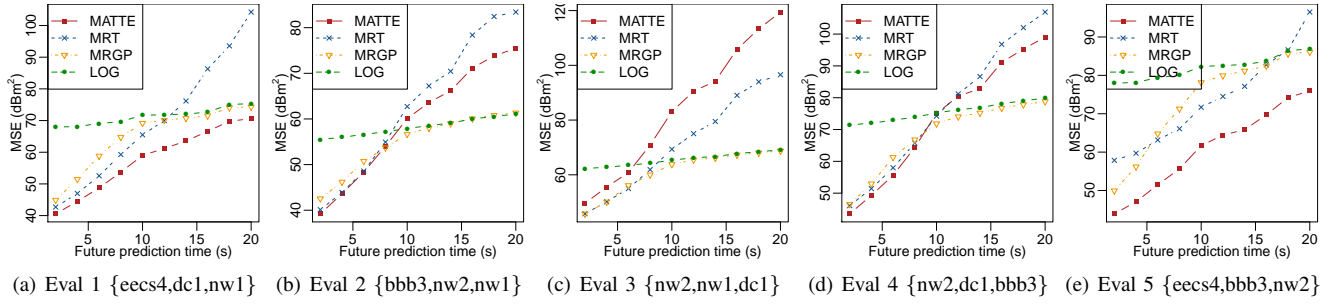 MSE (dBm²)
40 50 60 70 80 100
MATTE
MRT
MRGP
LOG
5 10 15 20
Future prediction time (s)
(a) Eval 1 {eecs4,dc1,nw1}
MSE (dBm²)
40 50 60 70 80
MATTE
MRT
MRGP
LOG
5 10 15 20
Future prediction time (s)
(b) Eval 2 {bbb3,nw2,nw1}
MSE (dBm²)
60 80 100 120
MATTE
MRT
MRGP
LOG
5 10 15 20
Future prediction time (s)
(c) Eval 3 {nw2,nw1,dc1}
MSE (dBm²)
50 60 70 80 100
MATTE
MRT
MRGP
LOG
5 10 15 20
Future prediction time (s)
(d) Eval 4 {nw2,dc1,bbb3}
MSE (dBm²)
50 60 70 80 90
MATTE
MRT
MRGP
LOG
5 10 15 20
Future prediction time (s)
(e) Eval 5 {eecs4,bbb3,nw2}